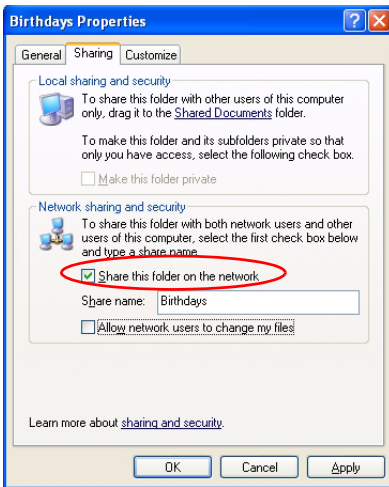 Birthdays Properties
General Sharing Customize
Local sharing and security
To share this folder with other users of this computer
only, drag it to the Shared Documents folder.
To make this folder and its subfolders private so that
only you have access, select the following check box.
Make this folder private
Network sharing and security
To share this folder with both network users and other
users of this computer, select the first check box below
and type a share name.
Share this folder on the network
Share name: Birthdays
Allow network users to change my files
Learn more about sharing and security.
OK Cancel Apply